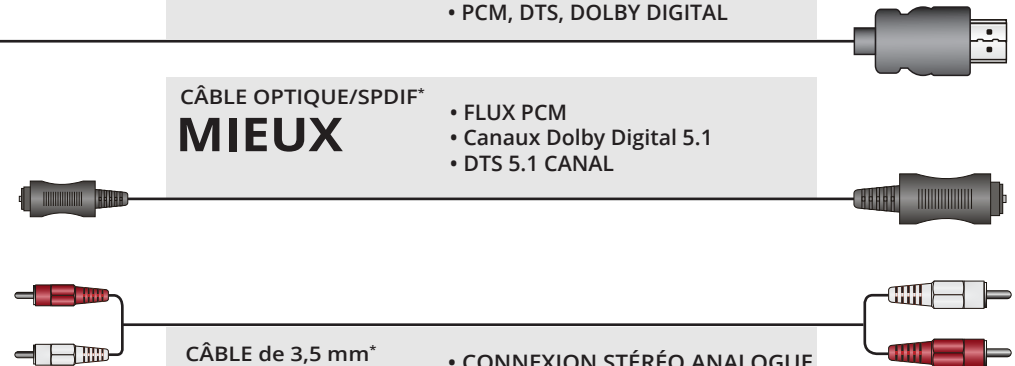 • PCM, DTS, DOLBY DIGITAL
CÂBLE OPTIQUE/SPDIF*
MIEUX
• FLUX PCM
• Canaux Dolby Digital 5.1
• DTS 5.1 CANAL
CÂBLE de 3,5 mm*
• CONNEXION STÉRÉO ANALOGUE